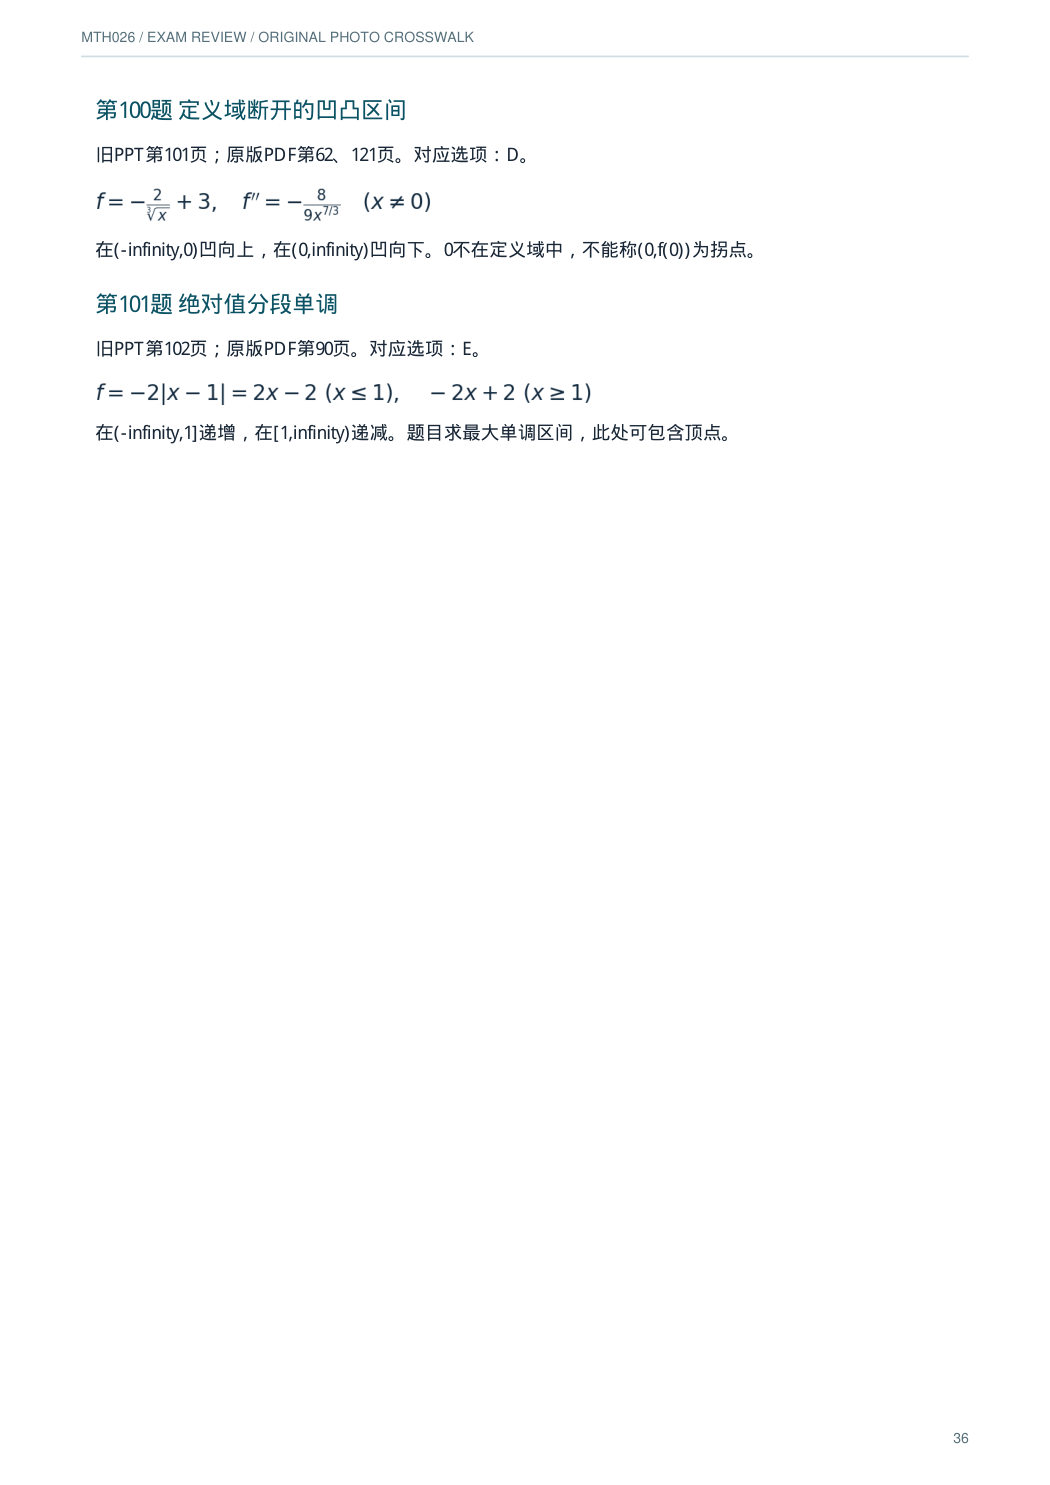 MTH026 / EXAM REVIEW / ORIGINAL PHOTO CROSSWALK
第100题 定义域断开的凹凸区间
旧PPT第101页；原版PDF第62、121页。对应选项：D。
f = −2/∛x + 3, f″ = −8/9x^{7/3} (x ≠ 0)
在(-infinity,0)凹向上，在(0,infinity)凹向下。0不在定义域中，不能称(0,f(0))为拐点。
第101题 绝对值分段单调
旧PPT第102页；原版PDF第90页。对应选项：E。
f = −2|x − 1| = 2x − 2 (x ≤ 1), − 2x + 2 (x ≥ 1)
在(-infinity,1]递增，在[1,infinity)递减。题目求最大单调区间，此处可包含顶点。
36